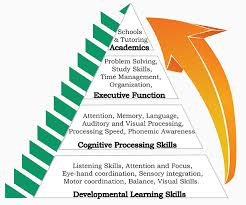 Schools
& Tutoring
Academics
Problem Solving,
Study Skills,
Time Management,
Organization,
Executive Function
Attention, Memory, Language,
Auditory and Visual Processing,
Processing Speed, Phonemic Awareness.
Cognitive Processing Skills
Listening Skills, Attention and Focus,
Eye-hand coordination, Sensory integration,
Motor coordination, Balance, Visual Skills.
Developmental Learning Skills